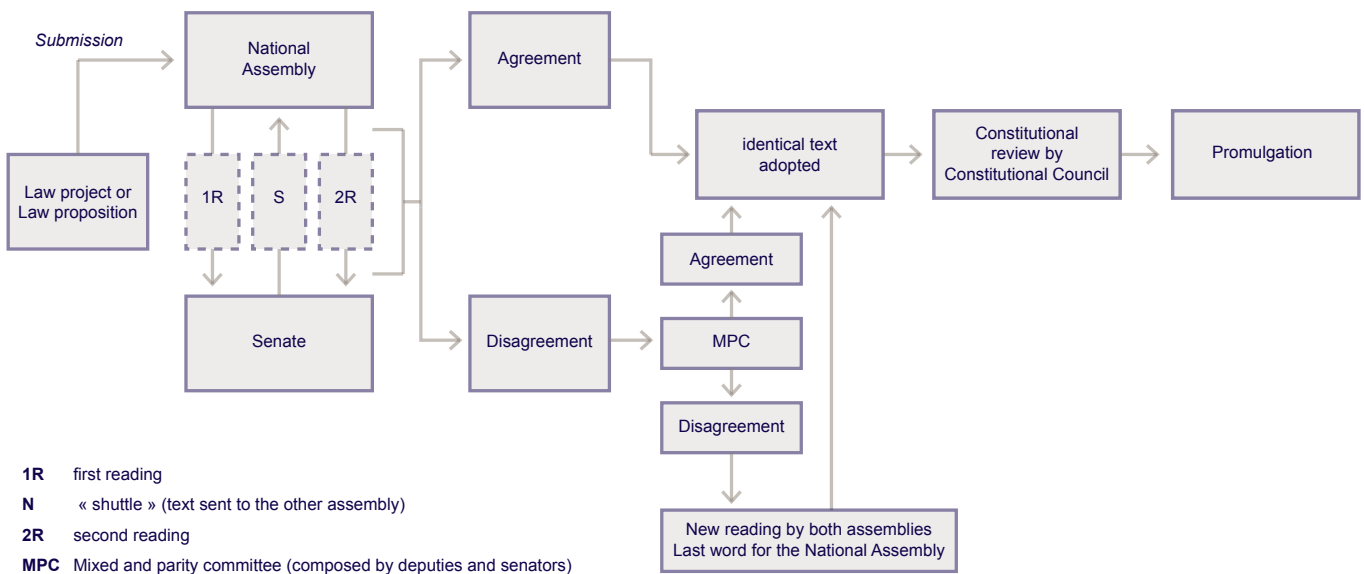 Submission
National
Assembly
Agreement
Law project or
Law proposition
1R
S
2R
identical text
adopted
Constitutional
review by
Constitutional Council
Promulgation
Agreement
Senate
Disagreement
MPC
Disagreement
New reading by both assemblies
Last word for the National Assembly
1R first reading
N « shuttle » (text sent to the other assembly)
2R second reading
MPC Mixed and parity committee (composed by deputies and senators)